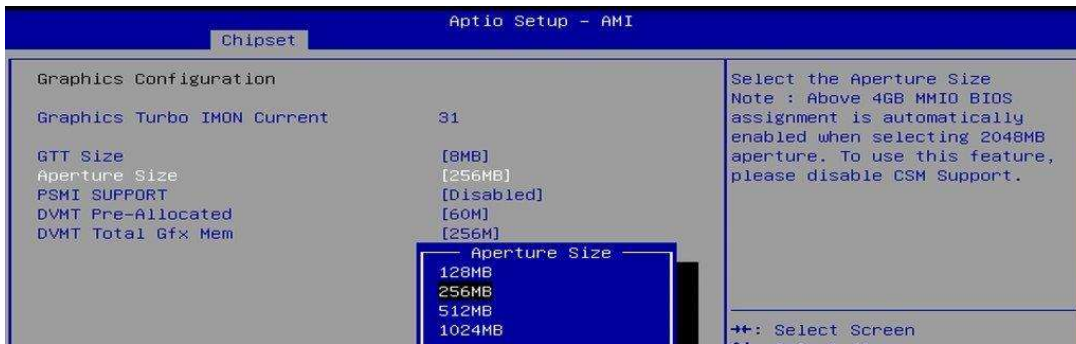 Aptio Setup – AMI
Chipset
Graphics Configuration
Graphics Turbo IMON Current 31
GTT Size [8MB]
Aperture Size [256MB]
PSMI SUPPORT [Disabled]
DVMT Pre-Allocated [60M]
DVMT Total Gfx Mem [256M]
Aperture Size
128MB
256MB
512MB
1024MB
Select the Aperture Size
Note : Above 4GB MMIO BIOS
assignment is automatically
enabled when selecting 2048MB
aperture. To use this feature,
please disable CSM Support.
→←: Select Screen